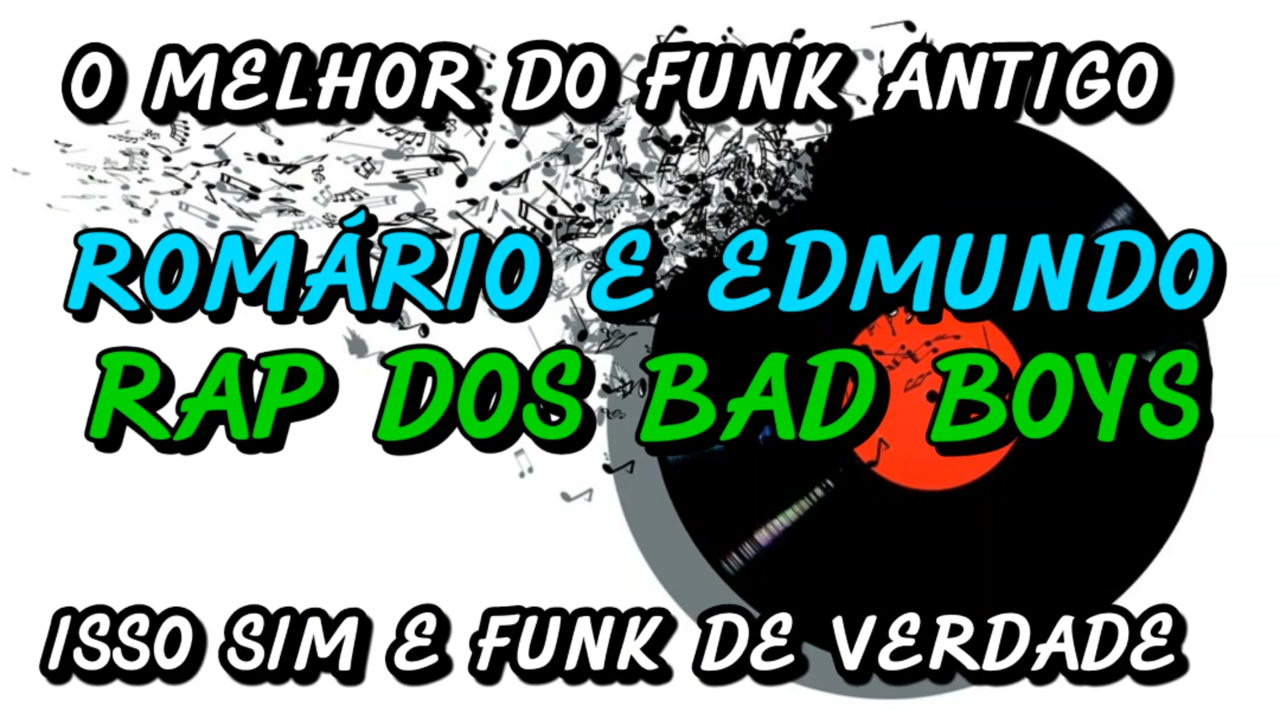 O MELHOR DO FUNK ANTIGO
ROMÁRIO E EDMUNDO
RAP DOS BAD BOYS
ISSO SIM E FUNK DE VERDADE